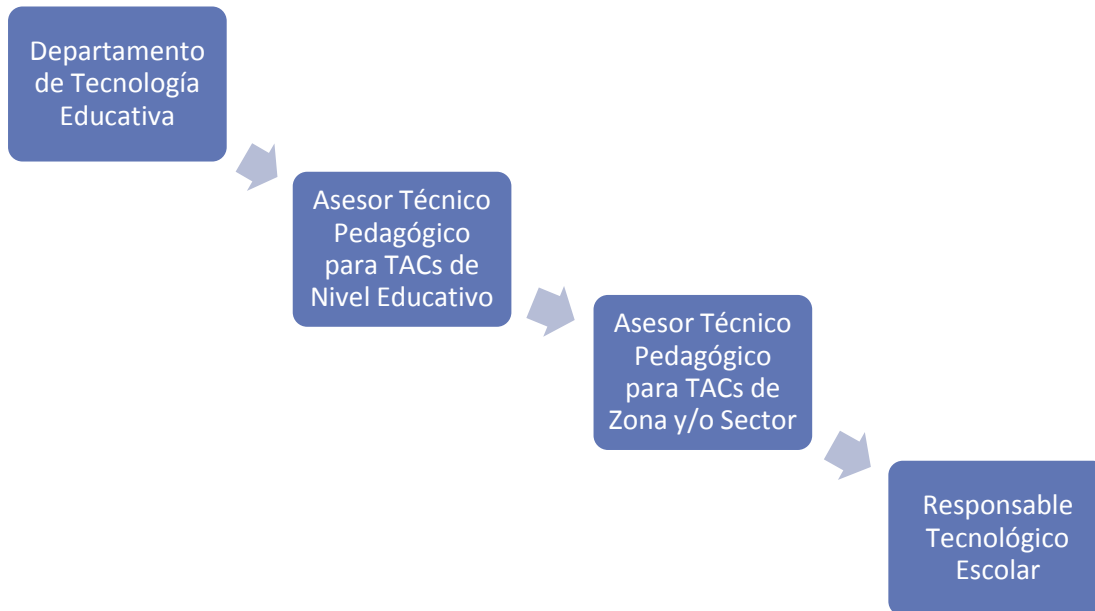 Departamento
de Tecnología
Educativa
Asesor Técnico
Pedagógico
para TACs de
Nivel Educativo
Asesor Técnico
Pedagógico
para TACs de
Zona y/o Sector
Responsable
Tecnológico
Escolar